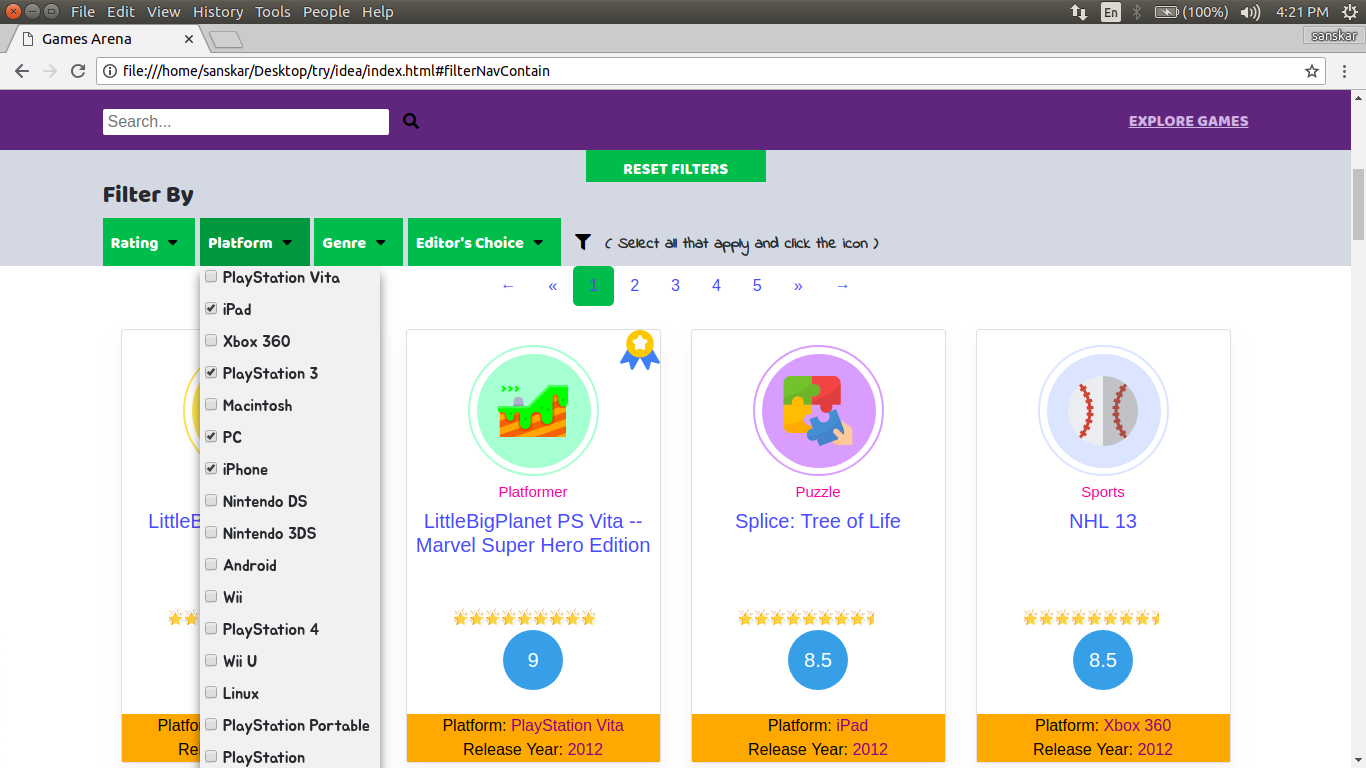 File Edit View History Tools People Help
En (100%) 4:21 PM
Games Arena
sanskar
file:///home/sanskar/Desktop/try/idea/index.html#filterNavContain
Search...
EXPLORE GAMES
RESET FILTERS
Filter By
Rating Platform Genre Editor's Choice ( Select all that apply and click the icon )
← « 1 2 3 4 5 » →
PlayStation Vita
iPad
Xbox 360
PlayStation 3
Macintosh
PC
iPhone
Nintendo DS
Nintendo 3DS
Android
Wii
PlayStation 4
Wii U
Linux
PlayStation Portable
PlayStation
LittleB
Platfor
Re
Platformer
LittleBigPlanet PS Vita --
Marvel Super Hero Edition
9
Platform: PlayStation Vita
Release Year: 2012
Puzzle
Splice: Tree of Life
8.5
Platform: iPad
Release Year: 2012
Sports
NHL 13
8.5
Platform: Xbox 360
Release Year: 2012